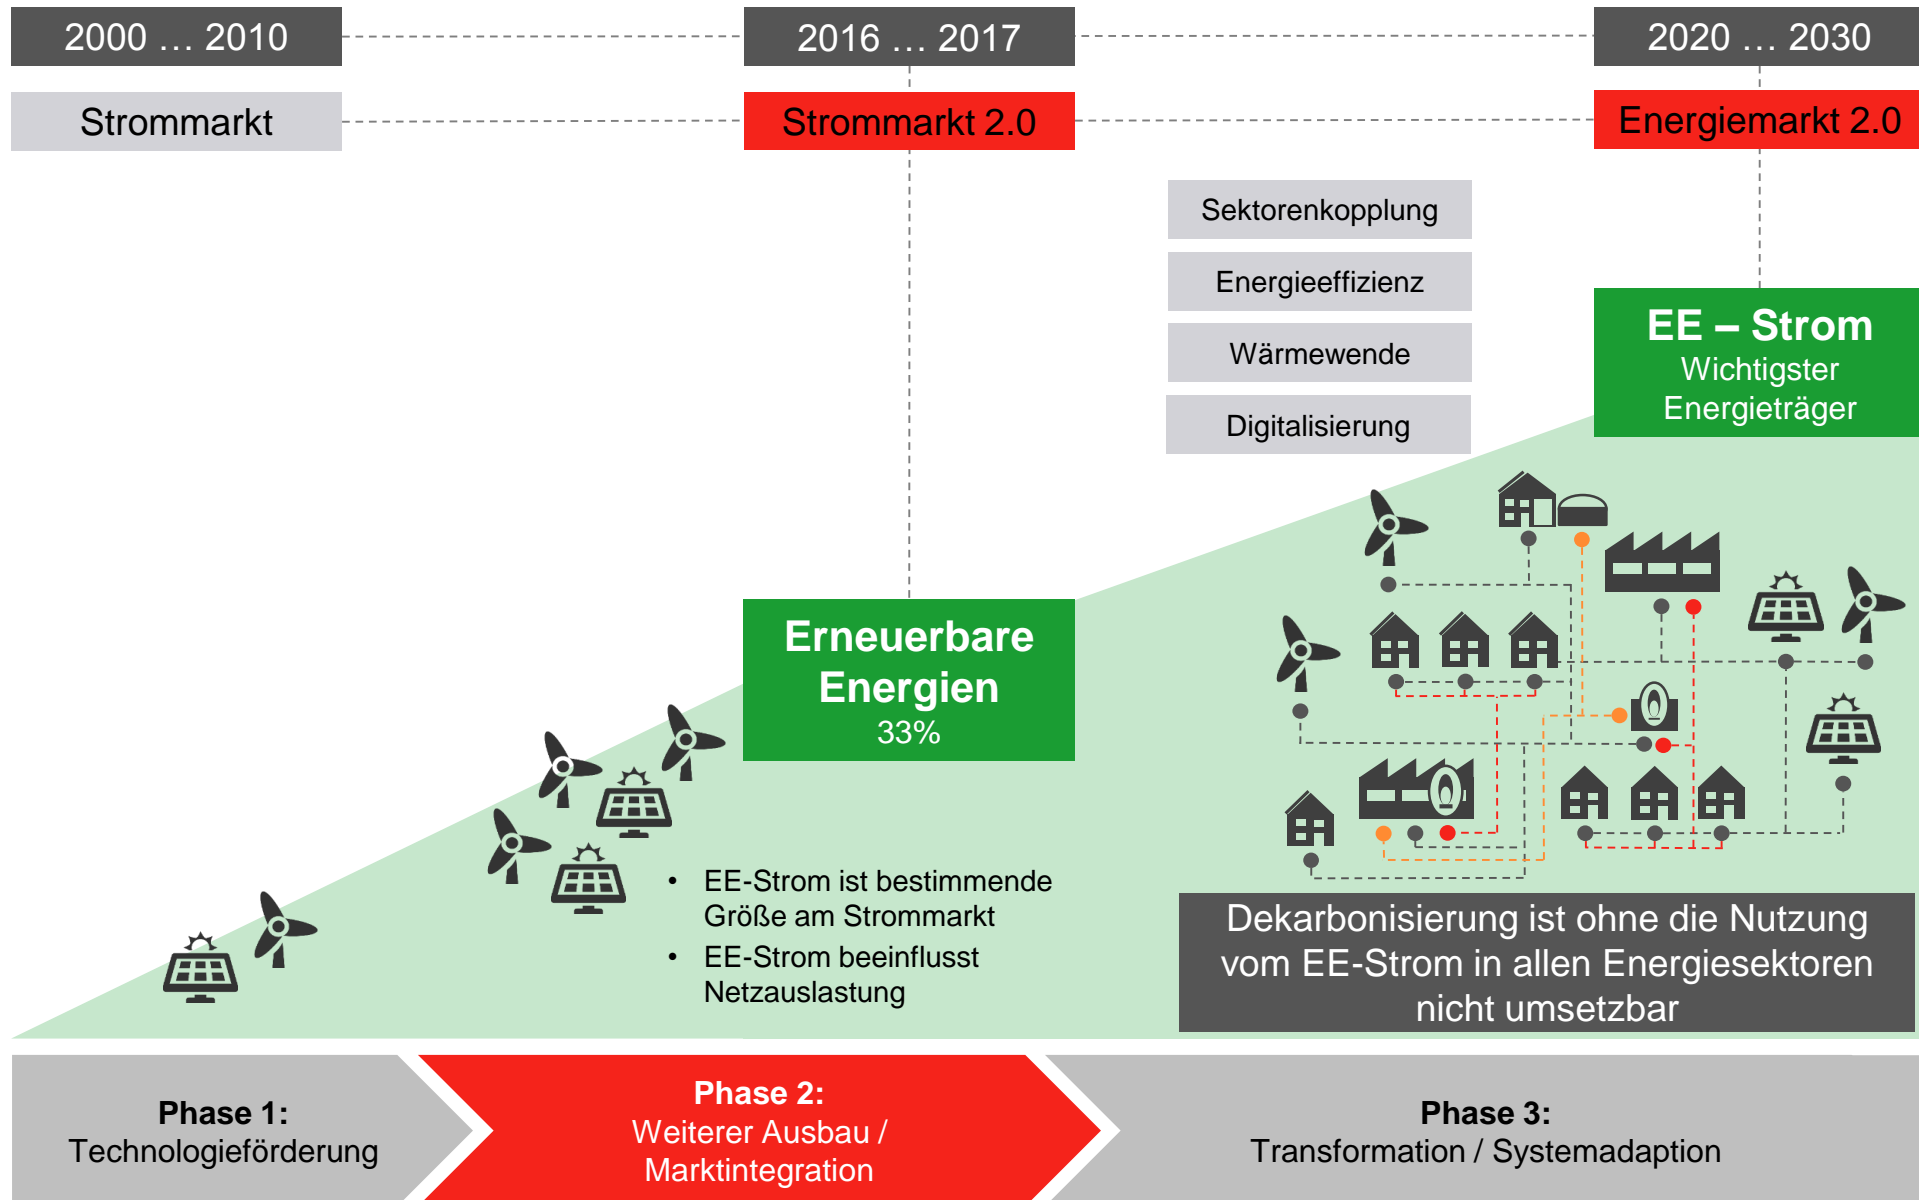 2000 … 2010
2016 … 2017
2020 … 2030
Strommarkt
Strommarkt 2.0
Energiemarkt 2.0
Sektorenkopplung
Energieeffizienz
Wärmewende
Digitalisierung
EE – Strom
Wichtigster
Energieträger
Erneuerbare
Energien
33%
• EE-Strom ist bestimmende
Größe am Strommarkt
• EE-Strom beeinflusst
Netzauslastung
Dekarbonisierung ist ohne die Nutzung
vom EE-Strom in allen Energiesektoren
nicht umsetzbar
Phase 1:
Technologieförderung
Phase 2:
Weiterer Ausbau /
Marktintegration
Phase 3:
Transformation / Systemadaption